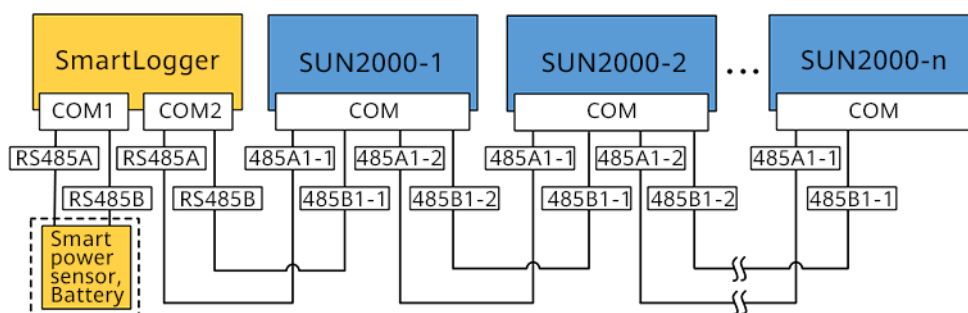 SmartLogger
SUN2000-1
SUN2000-2
...
SUN2000-n
COM1
COM2
COM
COM
COM
RS485A
RS485A
485A1-1
485A1-2
485A1-1
485A1-2
485A1-1
RS485B
RS485B
485B1-1
485B1-2
485B1-1
485B1-2
485B1-1
Smart
power
sensor,
Battery